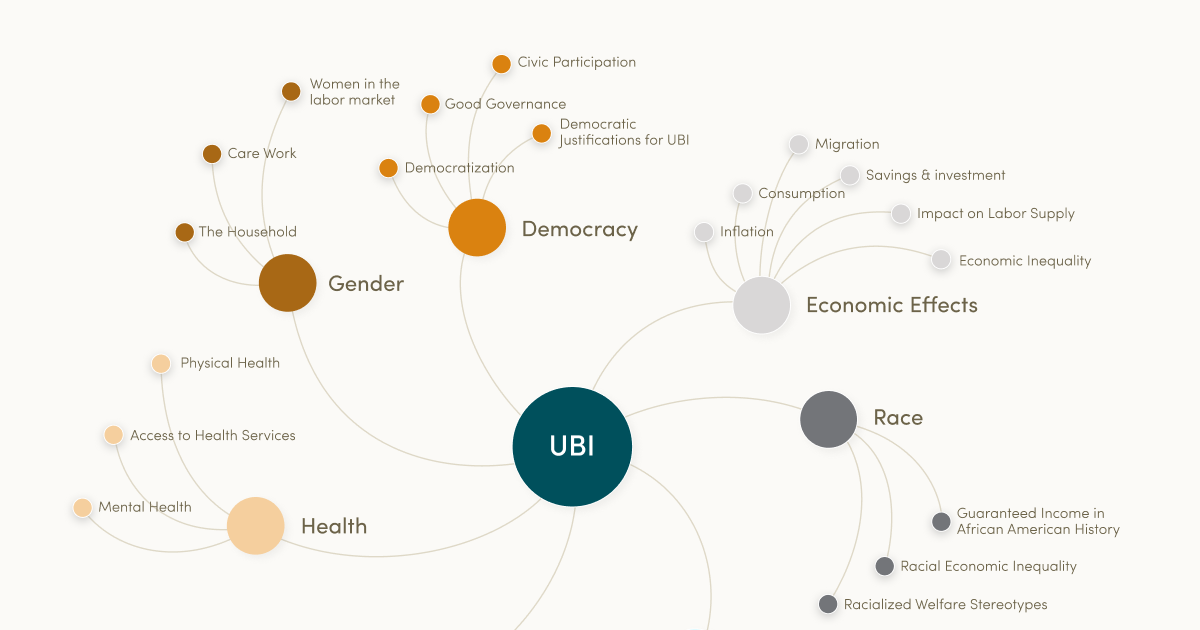 Civic Participation
Women in the
labor market
Good Governance
Democratic
Justifications for UBI
Care Work
Democratization
The Household
Democracy
Gender
Migration
Savings & investment
Consumption
Impact on Labor Supply
Inflation
Economic Inequality
Economic Effects
Physical Health
Access to Health Services
Mental Health
Health
UBI
Race
Guaranteed Income in
African American History
Racial Economic Inequality
Racialized Welfare Stereotypes